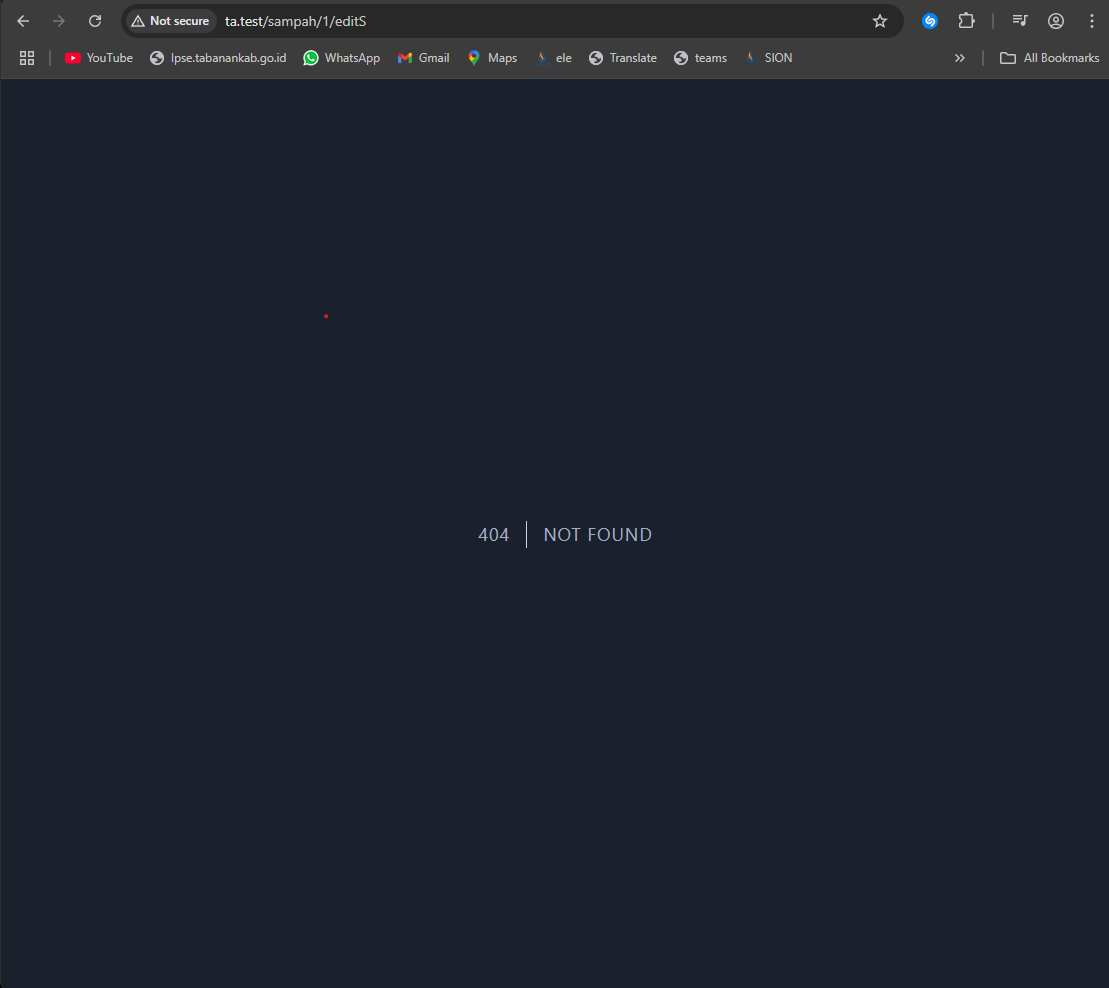 Not secure ta.test/sampah/1/editS
YouTube lpse.tabanankab.go.id WhatsApp Gmail Maps ele Translate teams SION » All Bookmarks
404 NOT FOUND